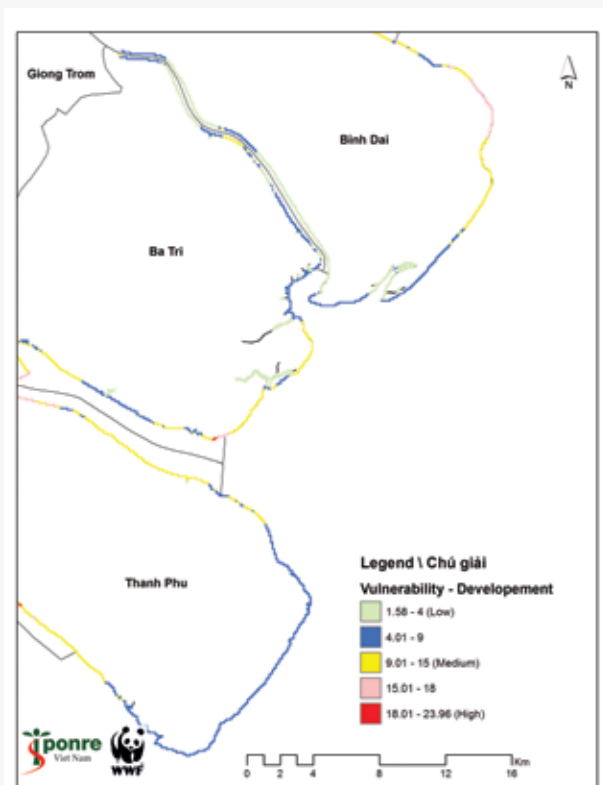 Giong Trom
Binh Dai
N
Ba Tri
Thanh Phu
Legend \ Chú giải
Vulnerability - Developement
1.58 - 4 (Low)
4.01 - 9
9.01 - 15 (Medium)
15.01 - 18
18.01 - 23.96 (High)
iponre
Viet Nam
WWF
Km
0 2 4 8 12 16